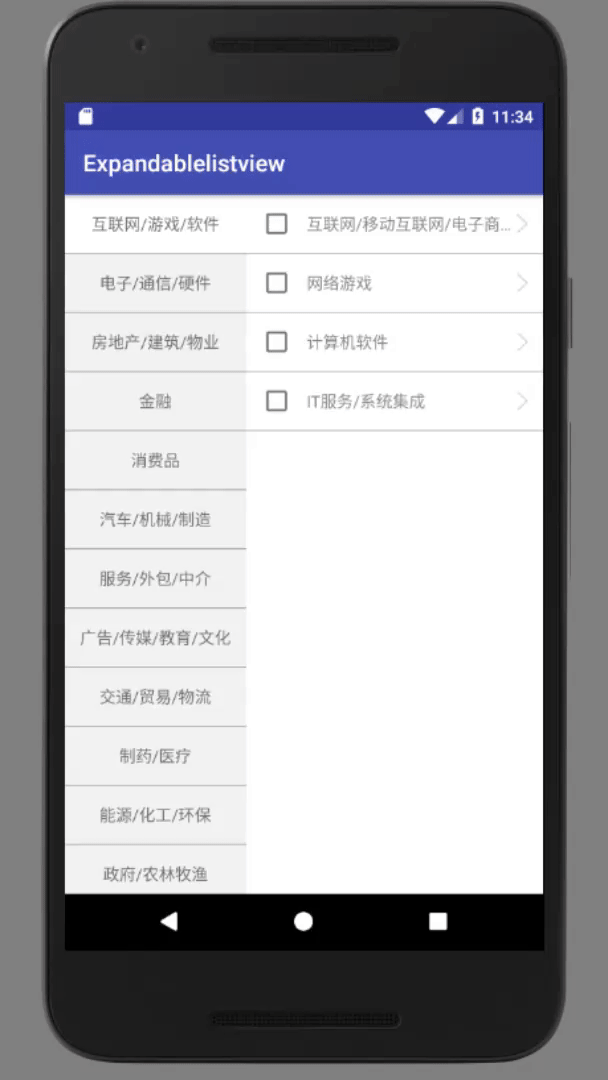 11:34
Expandablelistview
互联网/游戏/软件
电子/通信/硬件
房地产/建筑/物业
金融
消费品
汽车/机械/制造
服务/外包/中介
广告/传媒/教育/文化
交通/贸易/物流
制药/医疗
能源/化工/环保
政府/农林牧渔
互联网/移动互联网/电子商...
网络游戏
计算机软件
IT服务/系统集成